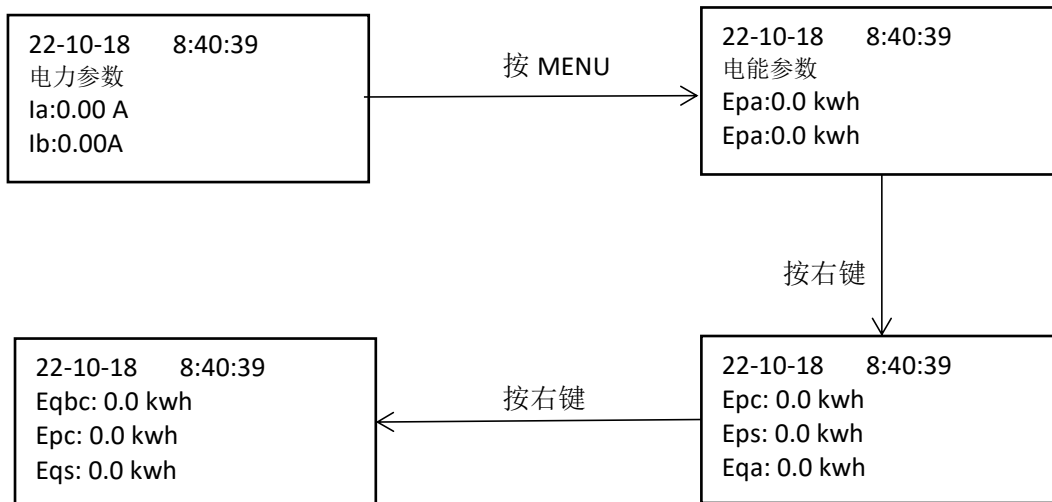 22-10-18 8:40:39
电力参数
Ia:0.00 A
Ib:0.00A
按 MENU
22-10-18 8:40:39
电能参数
Epa:0.0 kwh
Epa:0.0 kwh
按右键
22-10-18 8:40:39
Epc: 0.0 kwh
Eps: 0.0 kwh
Eqa: 0.0 kwh
按右键
22-10-18 8:40:39
Eqbc: 0.0 kwh
Epc: 0.0 kwh
Eqs: 0.0 kwh